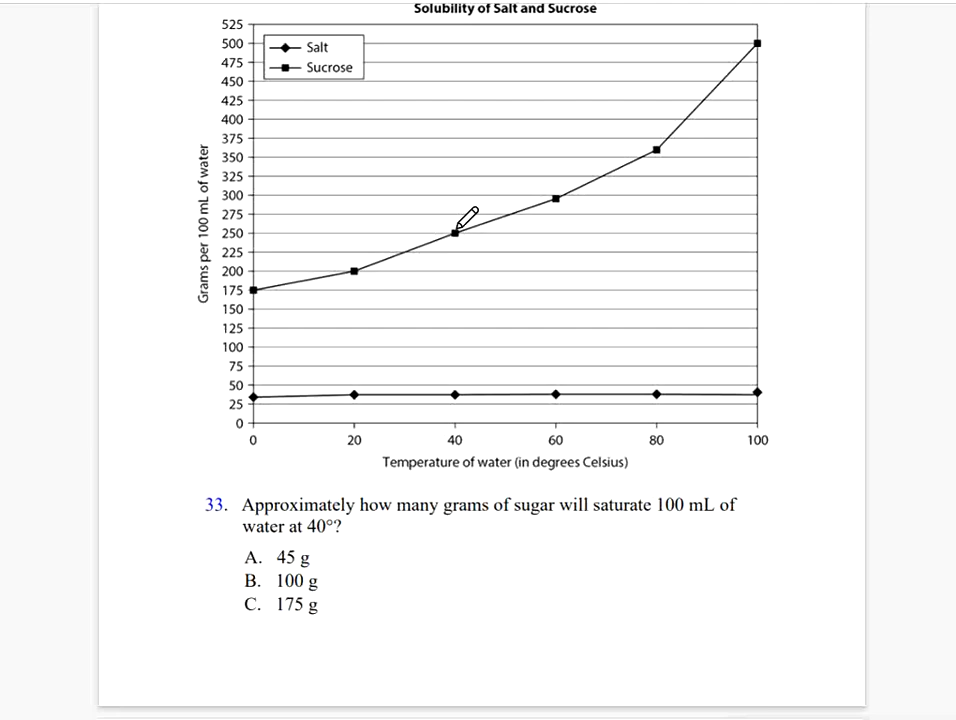 Solubility of Salt and Sucrose
525
500
475
450
425
400
375
350
325
300
275
250
225
200
175
150
125
100
75
50
25
0
Salt
Sucrose
Grams per 100 mL of water
0 20 40 60 80 100
Temperature of water (in degrees Celsius)
33. Approximately how many grams of sugar will saturate 100 mL of
water at 40°?
A. 45 g
B. 100 g
C. 175 g